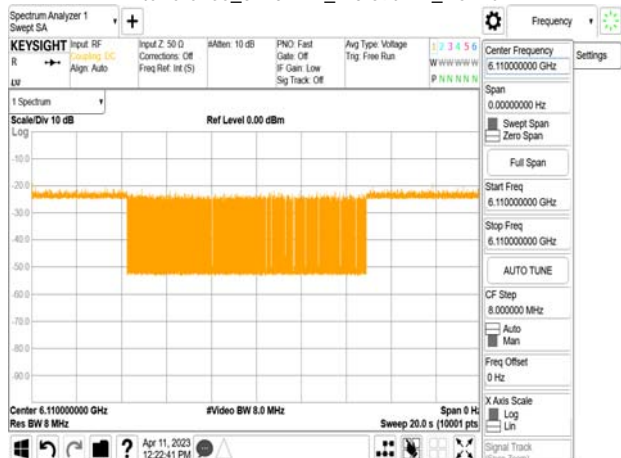 Spectrum Analyzer 1
Swept SA
+
Frequency
KEYSIGHT
R
Input: RF
Coupling: DC
Align: Auto
Input Z: 50 Ω
Corrections: Off
Freq Ref: Int (S)
#Atten: 10 dB
PNO: Fast
Gate: Off
IF Gain: Low
Sig Track: Off
Avg Type: Voltage
Trig: Free Run
1 2 3 4 5 6
W W W W W W
P N N N N N
1 Spectrum
Scale/Div 10 dB
Ref Level 0.00 dBm
Log
-10.0
-20.0
-30.0
-40.0
-50.0
-60.0
-70.0
-80.0
-90.0
Center 6.110000000 GHz
#Video BW 8.0 MHz
Span 0 Hz
Res BW 8 MHz
Sweep 20.0 s (10001 pts)
?
Apr 11, 2023
12:22:41 PM
Center Frequency
6.110000000 GHz
Settings
Span
0.00000000 Hz
Swept Span
Zero Span
Full Span
Start Freq
6.110000000 GHz
Stop Freq
6.110000000 GHz
AUTO TUNE
CF Step
8.000000 MHz
Auto
Man
Freq Offset
0 Hz
X Axis Scale
Log
Lin
Signal Track